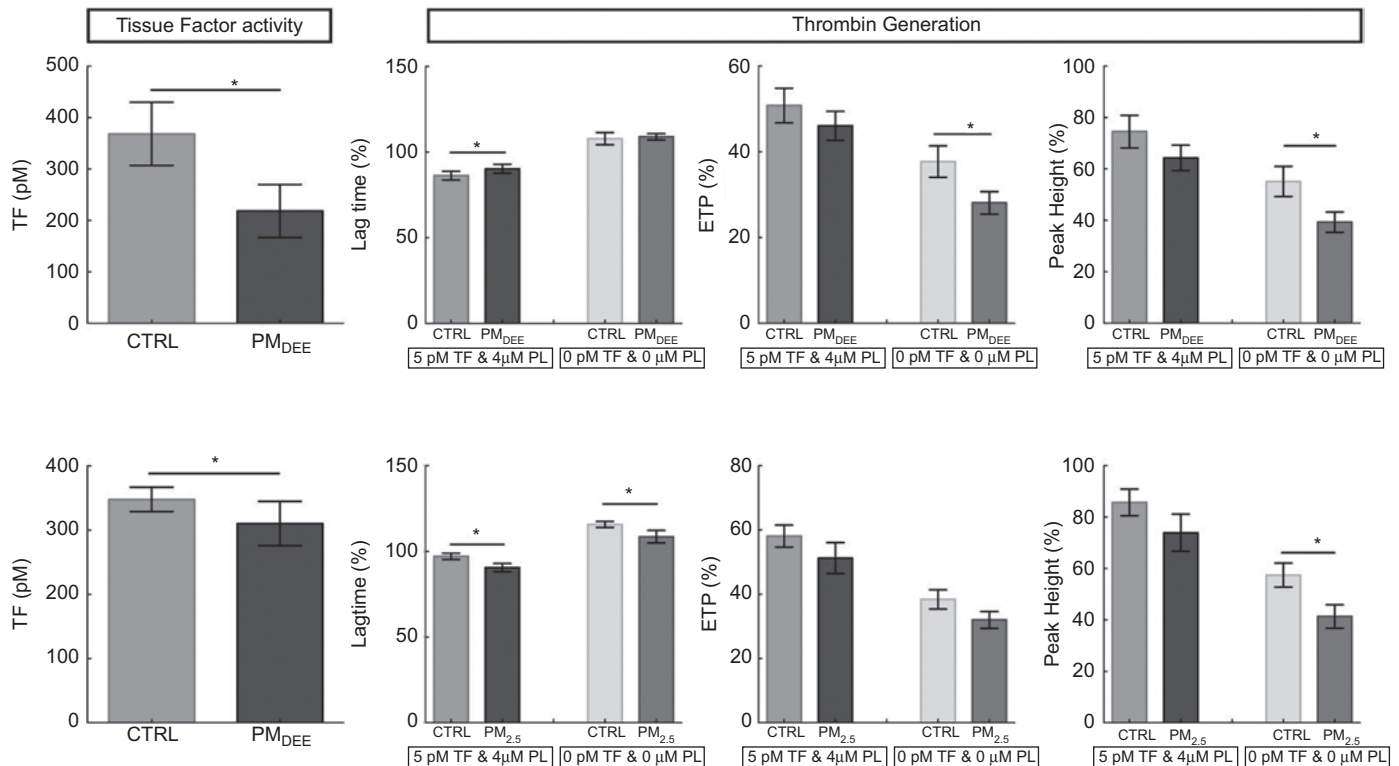 Tissue Factor activity
Thrombin Generation
TF (pM)
500
400
300
200
100
0
*
CTRL PM_DEE
Lag time (%)
150
100
50
0
*
CTRL PM_DEE CTRL PM_DEE
5 pM TF & 4μM PL 0 pM TF & 0 μM PL
ETP (%)
60
40
20
0
*
CTRL PM_DEE CTRL PM_DEE
5 pM TF & 4μM PL 0 pM TF & 0 μM PL
Peak Height (%)
100
80
60
40
20
0
*
CTRL PM_DEE CTRL PM_DEE
5 pM TF & 4μM PL 0 pM TF & 0 μM PL
TF (pM)
400
300
200
100
0
*
CTRL PM_DEE
Lagtime (%)
150
100
50
0
*
*
CTRL PM_2.5 CTRL PM_2.5
5 pM TF & 4μM PL 0 pM TF & 0 μM PL
ETP (%)
80
60
40
20
0
CTRL PM_2.5 CTRL PM_2.5
5 pM TF & 4μM PL 0 pM TF & 0 μM PL
Peak Height (%)
100
80
60
40
20
0
*
CTRL PM_2.5 CTRL PM_2.5
5 pM TF & 4μM PL 0 pM TF & 0 μM PL